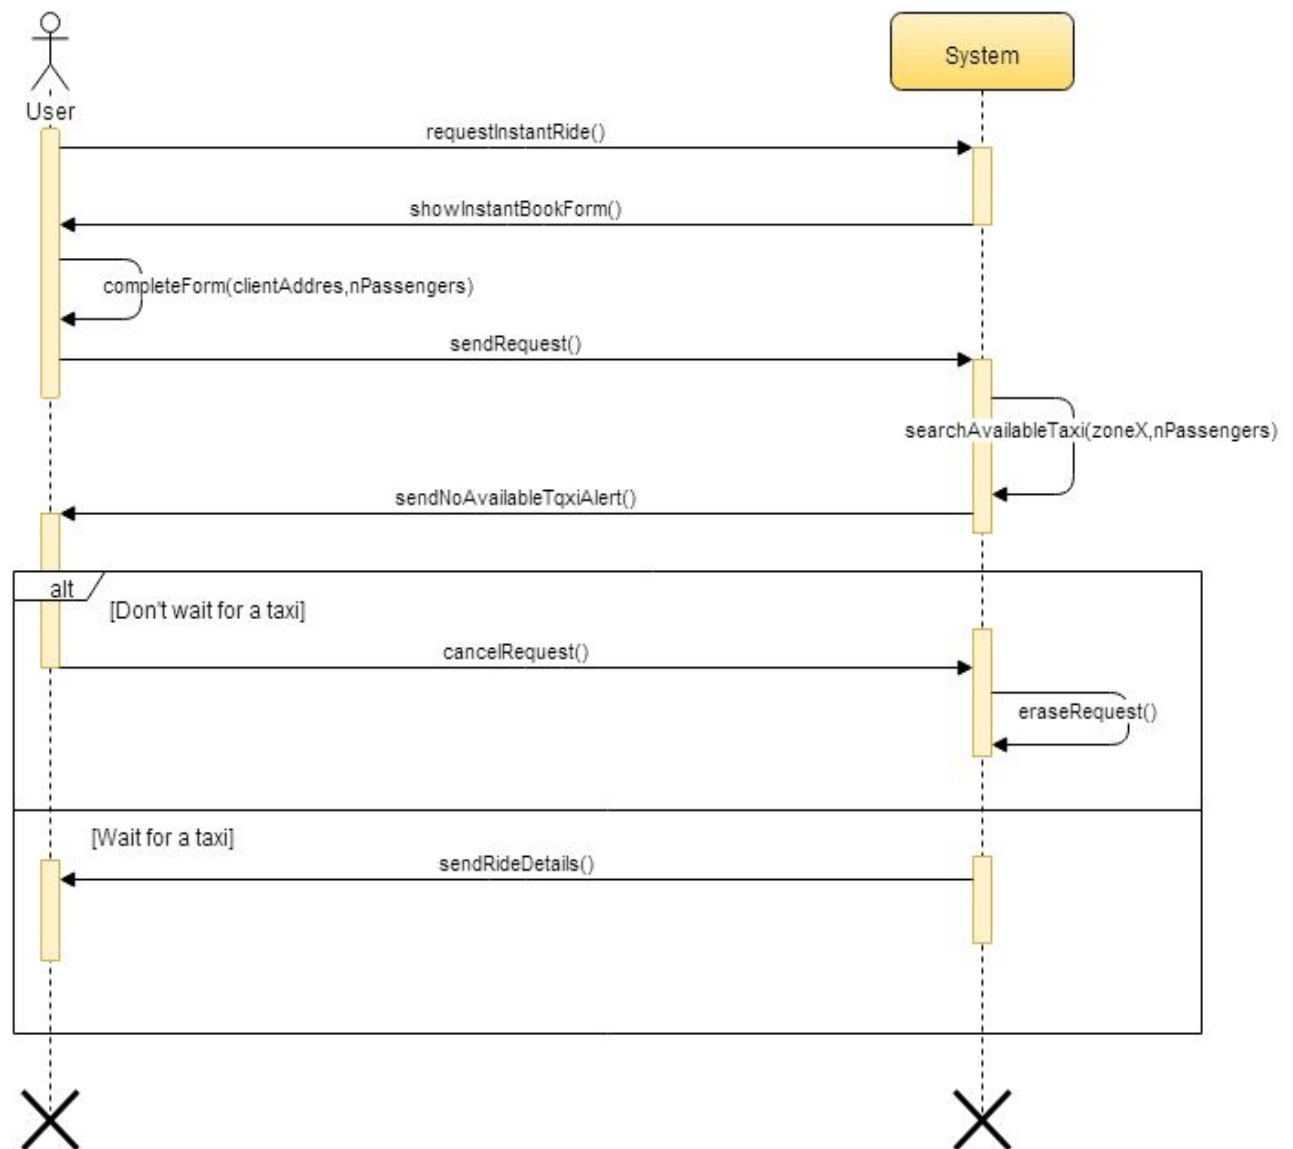 System
User
requestInstantRide()
showInstantBookForm()
completeForm(clientAddres,nPassengers)
sendRequest()
searchAvailableTaxi(zoneX,nPassengers)
sendNoAvailableTqxiAlert()
alt
[Don't wait for a taxi]
cancelRequest()
eraseRequest()
[Wait for a taxi]
sendRideDetails()